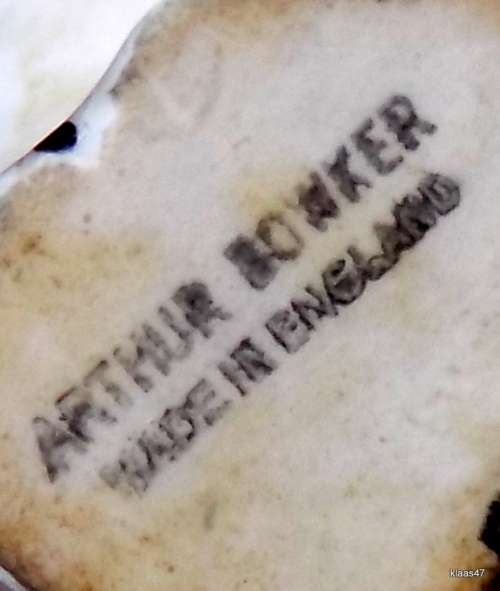 ARTHUR BOWKER
MADE IN ENGLAND
klaas47